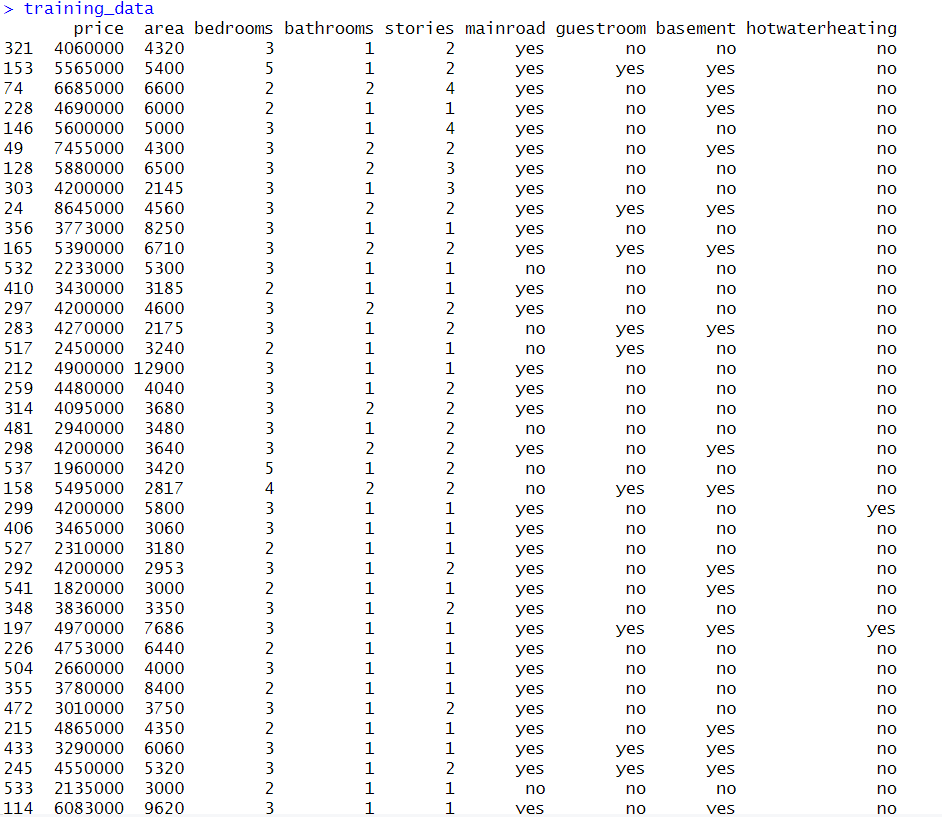 > training_data
price area bedrooms bathrooms stories mainroad guestroom basement hotwaterheating
321 4060000 4320 3 1 2 yes no no no
153 5565000 5400 5 1 2 yes yes yes no
74 6685000 6600 2 2 4 yes no yes no
228 4690000 6000 2 1 1 yes no yes no
146 5600000 5000 3 1 4 yes no no no
49 7455000 4300 3 2 2 yes no yes no
128 5880000 6500 3 2 3 yes no no no
303 4200000 2145 3 1 3 yes no no no
24 8645000 4560 3 2 2 yes yes yes no
356 3773000 8250 3 1 1 yes no no no
165 5390000 6710 3 2 2 yes yes yes no
532 2233000 5300 3 1 1 no no no no
410 3430000 3185 2 1 1 yes no no no
297 4200000 4600 3 2 2 yes no no no
283 4270000 2175 3 1 2 no yes yes no
517 2450000 3240 2 1 1 no yes no no
212 4900000 12900 3 1 1 yes no no no
259 4480000 4040 3 1 2 yes no no no
314 4095000 3680 3 2 2 yes no no no
481 2940000 3480 3 1 2 no no no no
298 4200000 3640 3 2 2 yes no yes no
537 1960000 3420 5 1 2 no no no no
158 5495000 2817 4 2 2 no yes yes no
299 4200000 5800 3 1 1 yes no no yes
406 3465000 3060 3 1 1 yes no no no
527 2310000 3180 2 1 1 yes no no no
292 4200000 2953 3 1 2 yes no yes no
541 1820000 3000 2 1 1 yes no yes no
348 3836000 3350 3 1 2 yes no no no
197 4970000 7686 3 1 1 yes yes yes yes
226 4753000 6440 2 1 1 yes no no no
504 2660000 4000 3 1 1 yes no no no
355 3780000 8400 2 1 1 yes no no no
472 3010000 3750 3 1 2 yes no no no
215 4865000 4350 2 1 1 yes no yes no
433 3290000 6060 3 1 1 yes yes yes no
245 4550000 5320 3 1 2 yes yes yes no
533 2135000 3000 2 1 1 no no no no
114 6083000 9620 3 1 1 yes no yes no